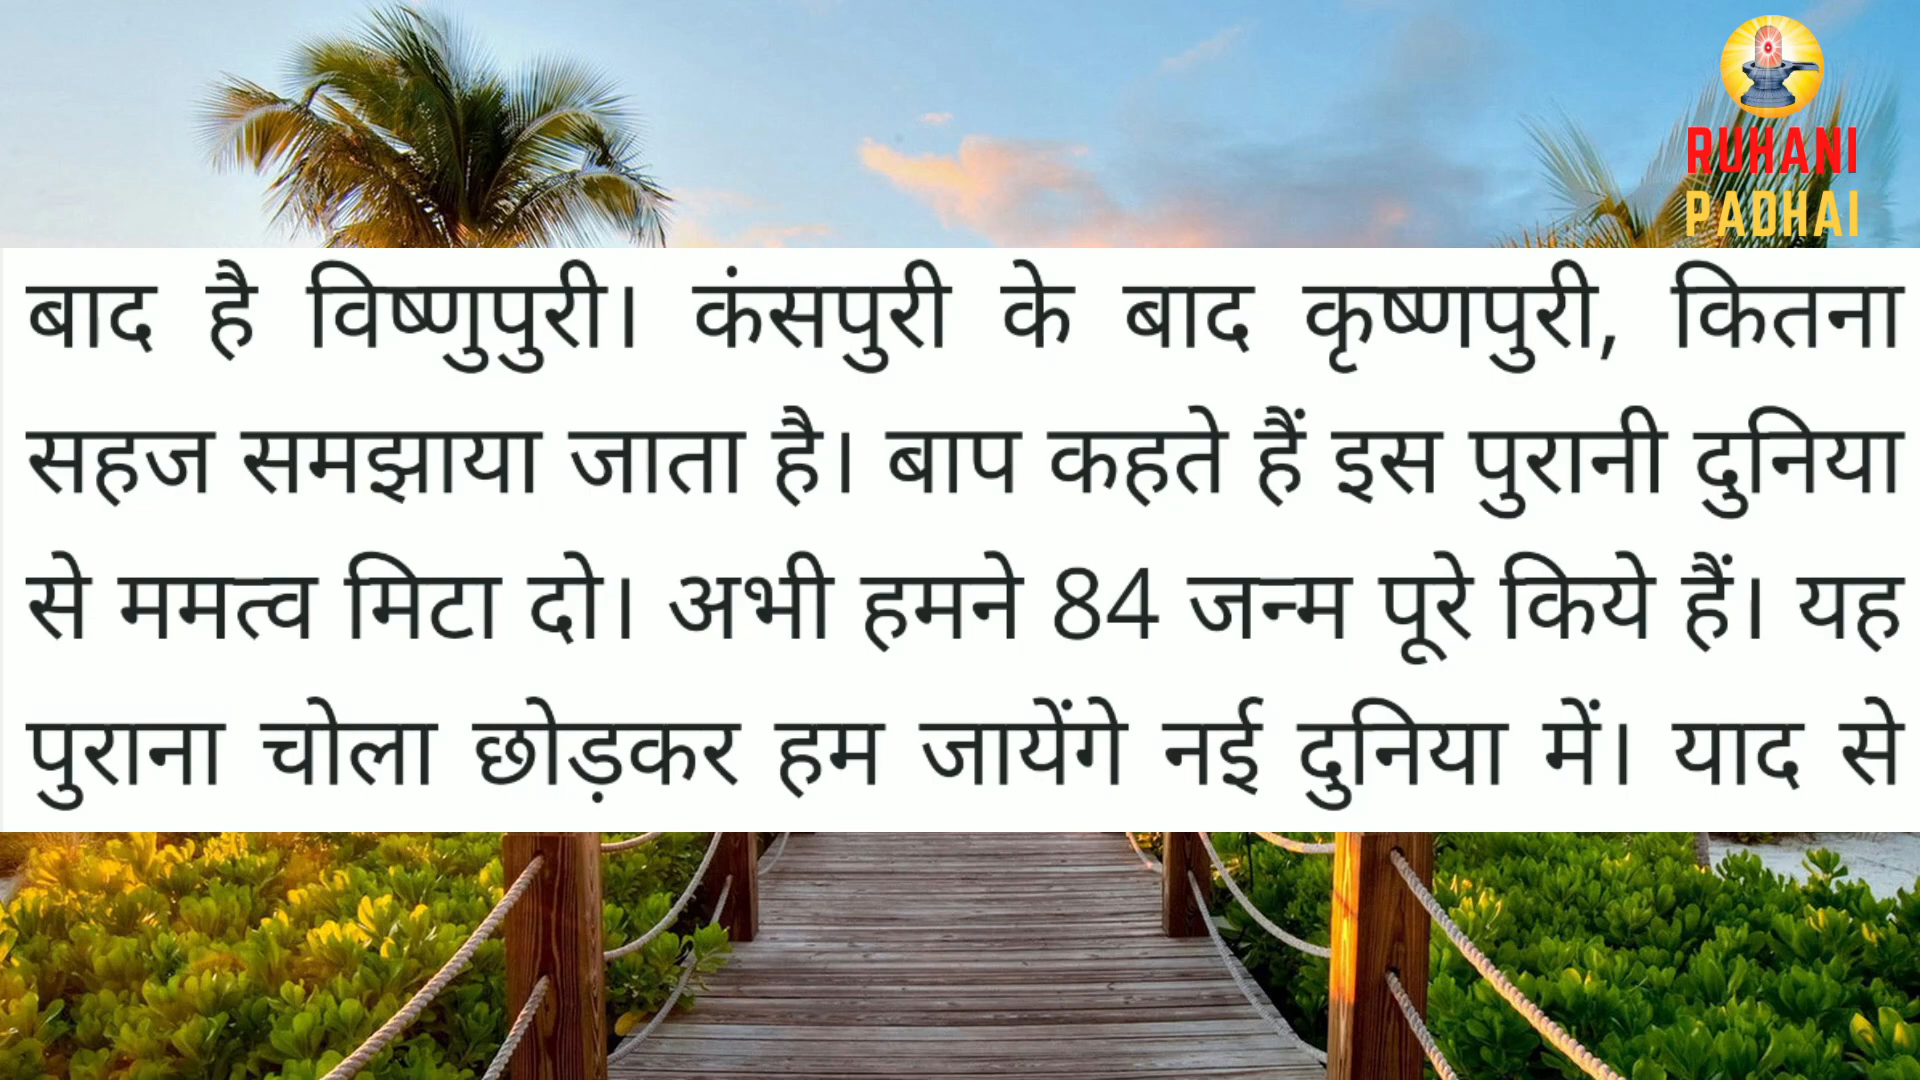 RUHANI
PADHAI
बाद है विष्णुपुरी। कंसपुरी के बाद कृष्णपुरी, कितना
सहज समझाया जाता है। बाप कहते हैं इस पुरानी दुनिया
से ममत्व मिटा दो। अभी हमने 84 जन्म पूरे किये हैं। यह
पुराना चोला छोड़कर हम जायेंगे नई दुनिया में। याद से